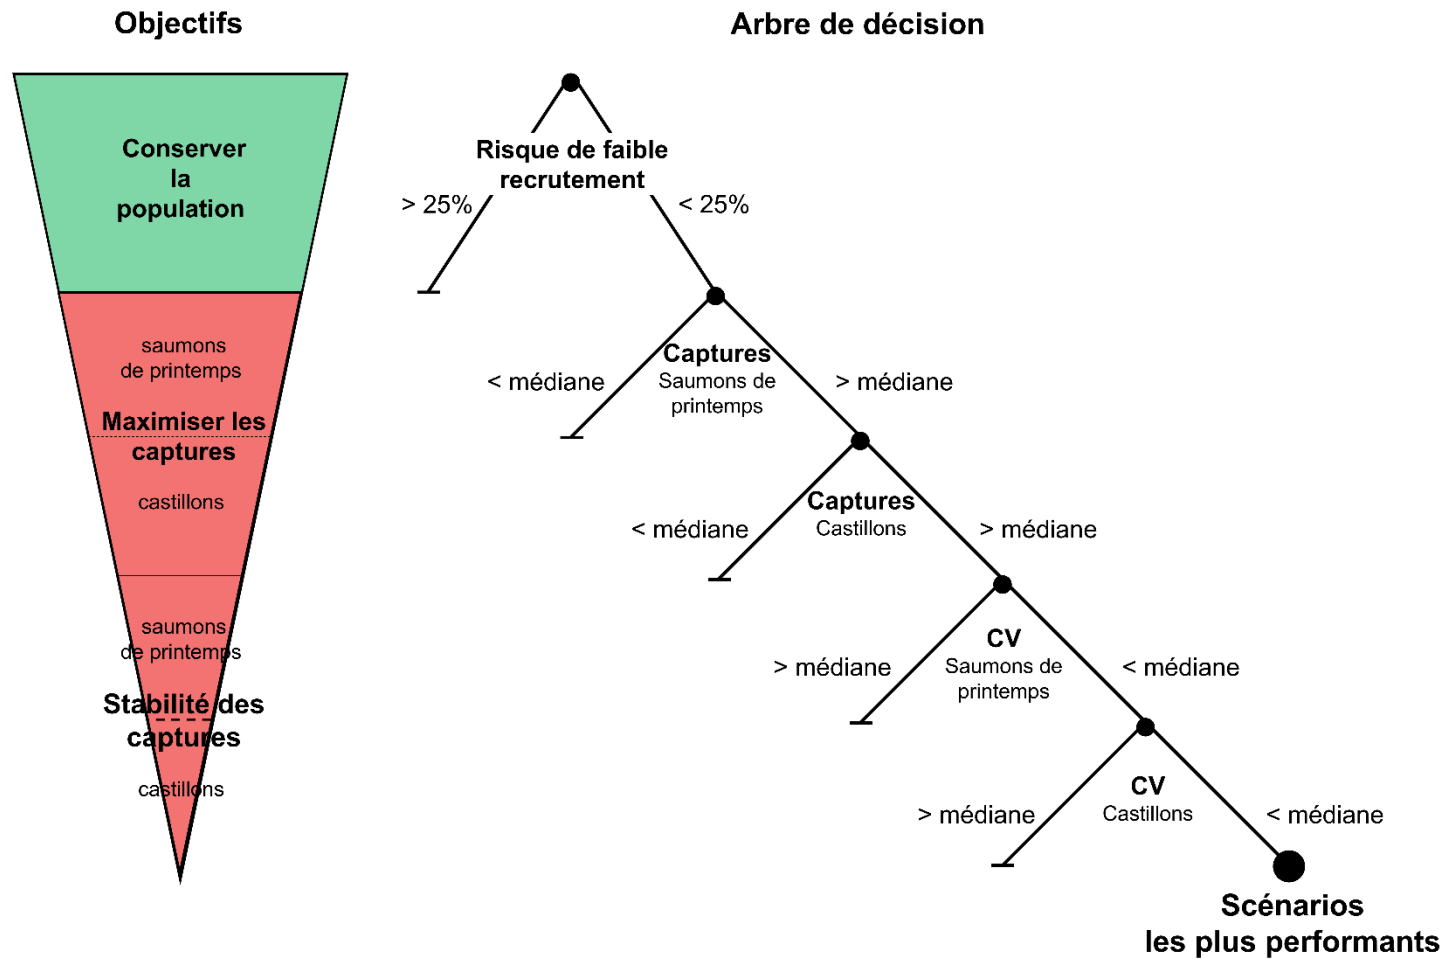 Objectifs
Conserver
la
population
saumons
de printemps
Maximiser les
captures
castillons
saumons
de printemps
Stabilité des
captures
castillons
Arbre de décision
Risque de faible
recrutement
> 25%
< 25%
Captures
Saumons de
printemps
< médiane
> médiane
Captures
Castillons
< médiane
> médiane
CV
Saumons de
printemps
> médiane
< médiane
CV
Castillons
> médiane
< médiane
Scénarios
les plus performants